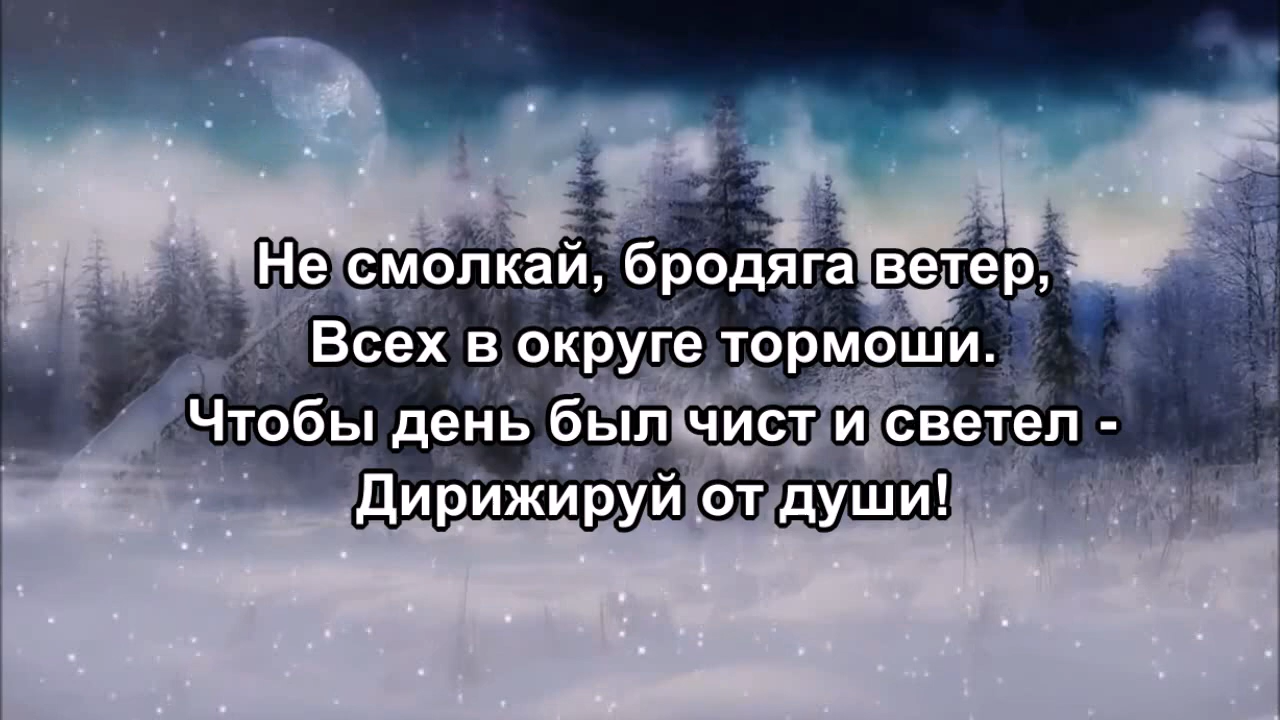 Не смолкай, бродяга ветер,
Всех в округе тормоши.
Чтобы день был чист и светел -
Дирижируй от души!